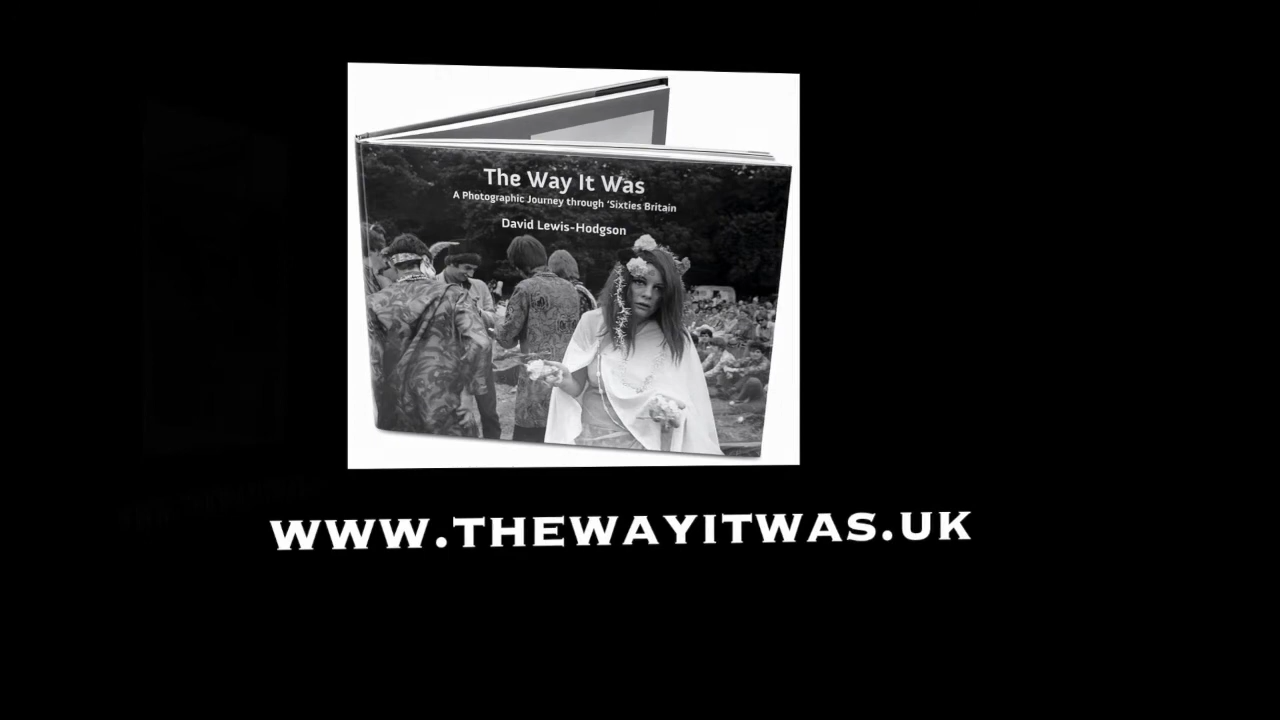 The Way It Was
A Photographic Journey through ‘Sixties Britain
David Lewis-Hodgson
WWW.THEWAYITWAS.UK